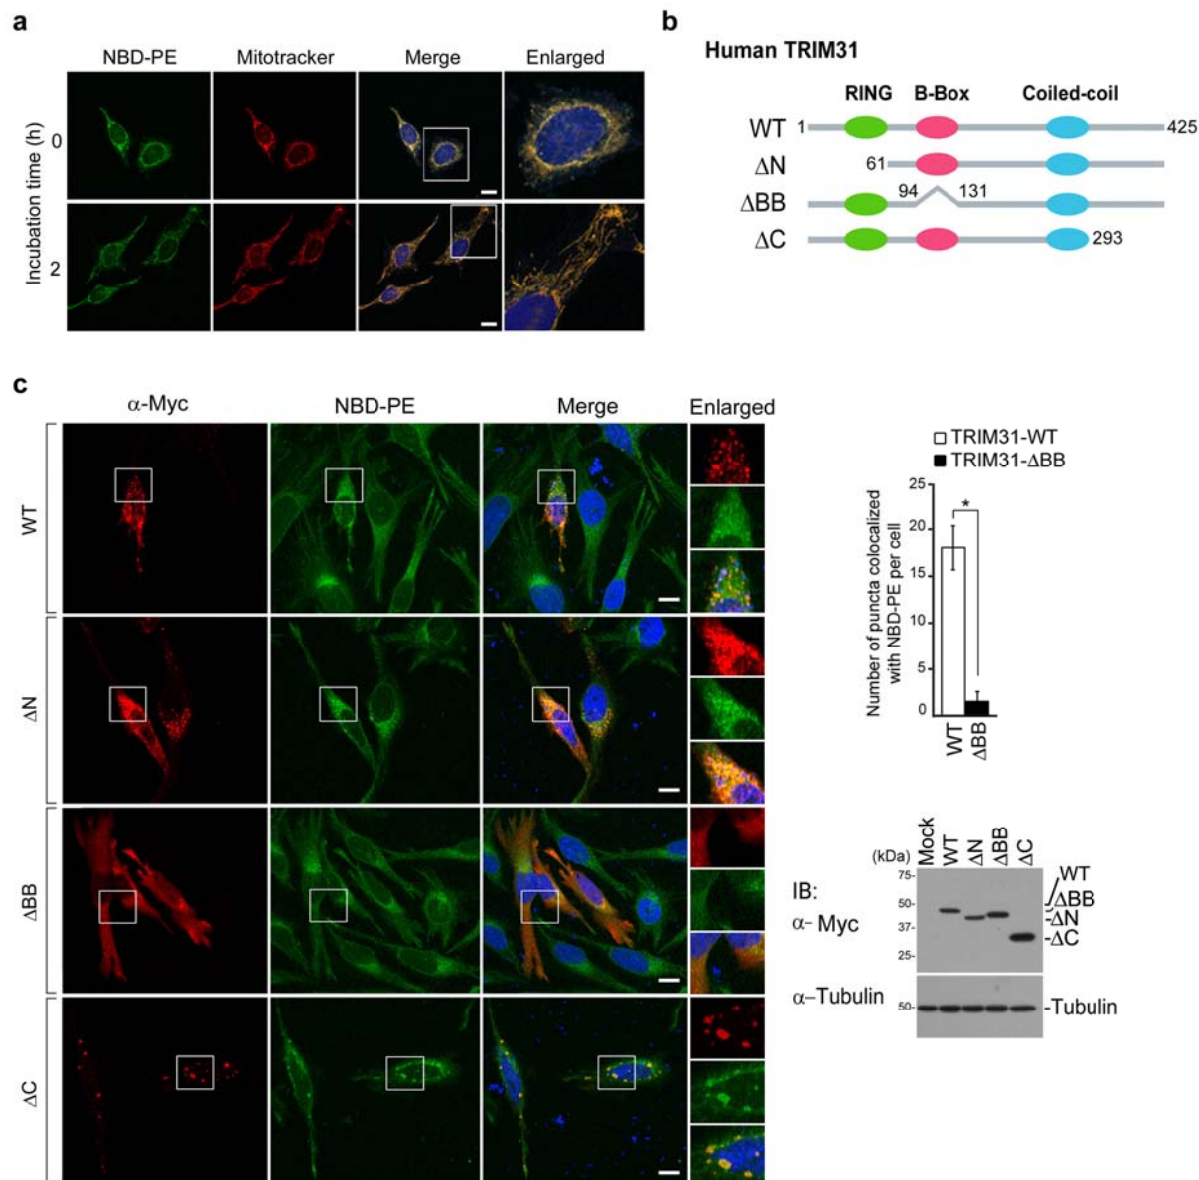 a
NBD-PE Mitotracker Merge Enlarged
Incubation time (h)
0
2
b
Human TRIM31
RING B-Box Coiled-coil
WT 1 425
ΔN 61
ΔBB 94 131
ΔC 293
c
α-Myc NBD-PE Merge Enlarged
WT
ΔN
ΔBB
ΔC
TRIM31-WT
TRIM31-ΔBB
Number of puncta colocalized
with NBD-PE per cell
25
20
15
10
5
0
*
WT
ΔBB
(kDa) Mock WT ΔN ΔBB ΔC
75-
50-
37-
25-
IB:
α-Myc
WT
ΔBB
-ΔN
-ΔC
α-Tubulin 50- -Tubulin